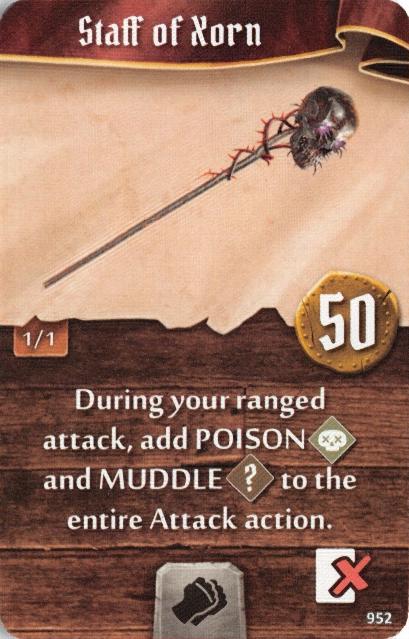 Staff of Xorn
50
1/1
During your ranged
attack, add POISON
and MUDDLE ? to the
entire Attack action.
952